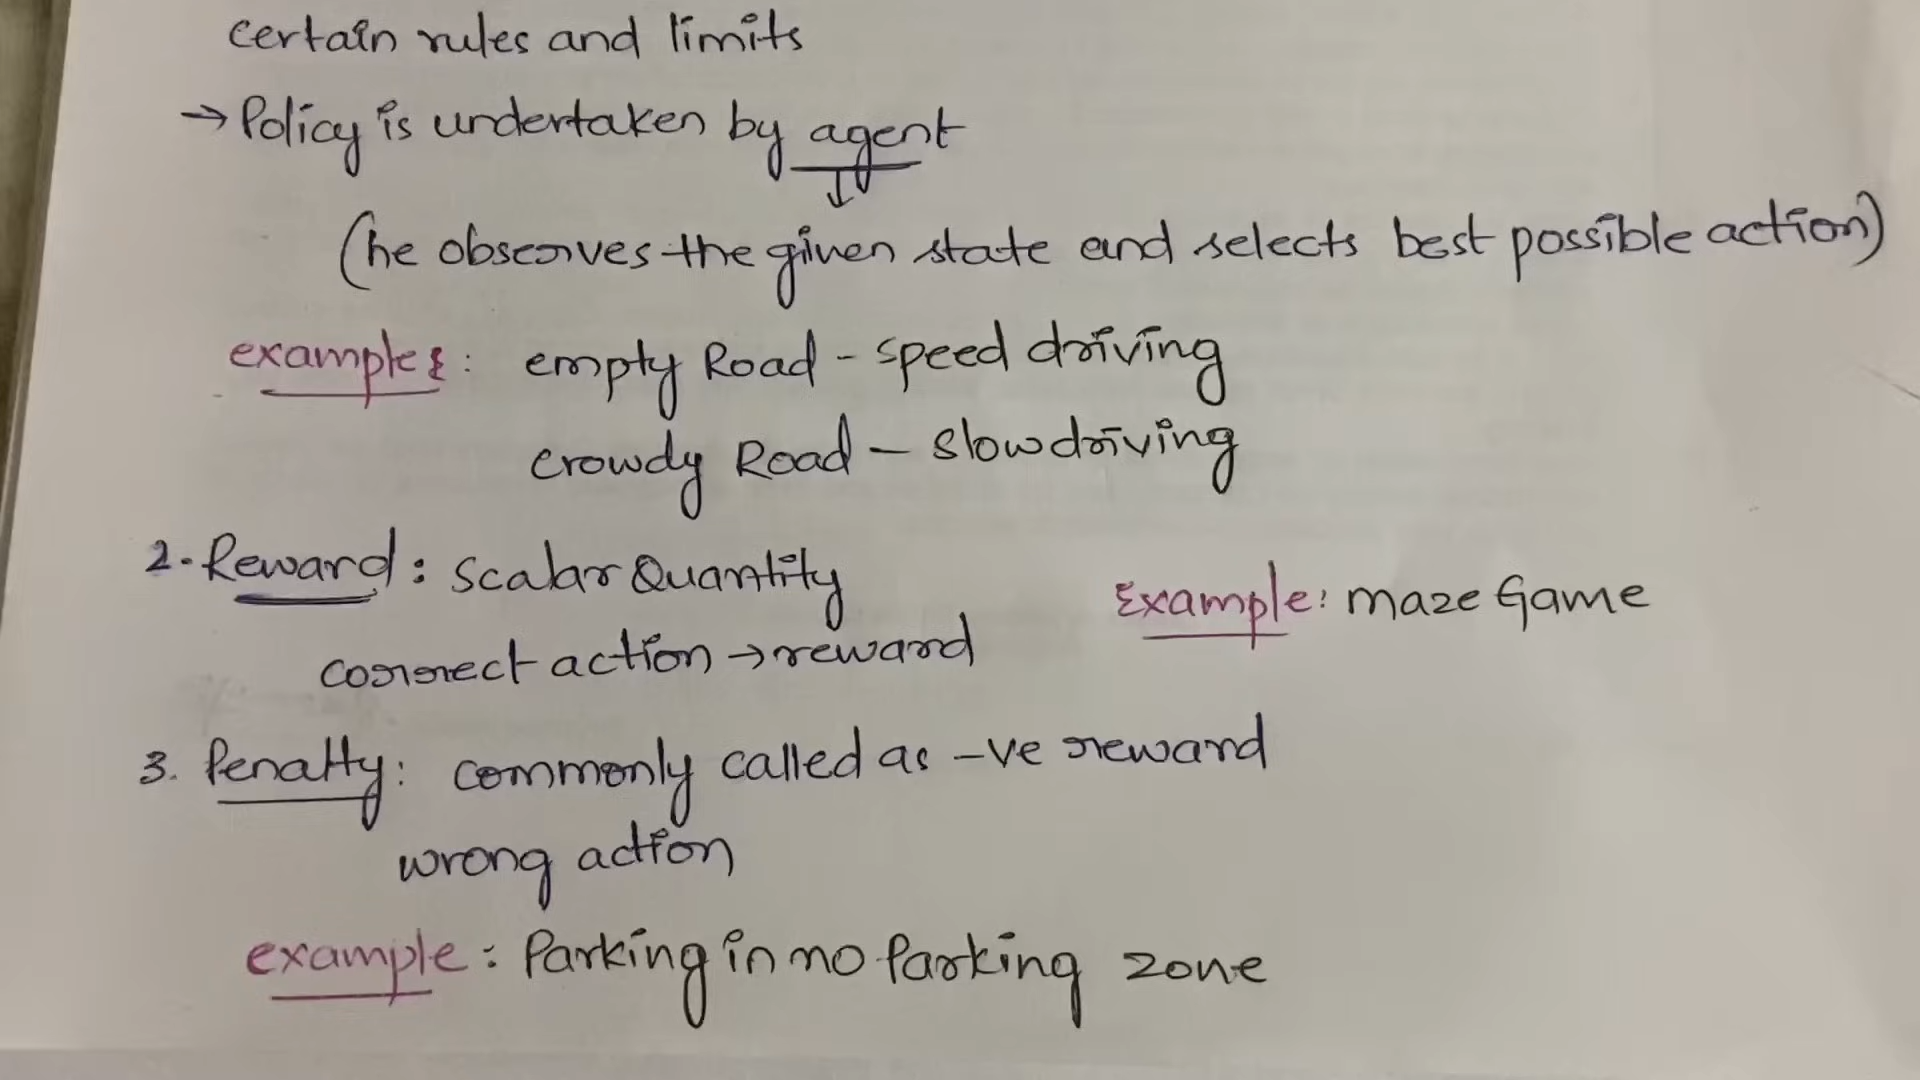 certain rules and limits
→ Policy is undertaken by agent
↓
(he observes the given state and selects best possible action)
examples: empty Road - speed driving
crowdy Road - slow driving
2. Reward: scalar Quantity
Example: maze Game
correct action → reward
3. Penalty: commonly called as -ve reward
wrong action
example: Parking in no Parking zone